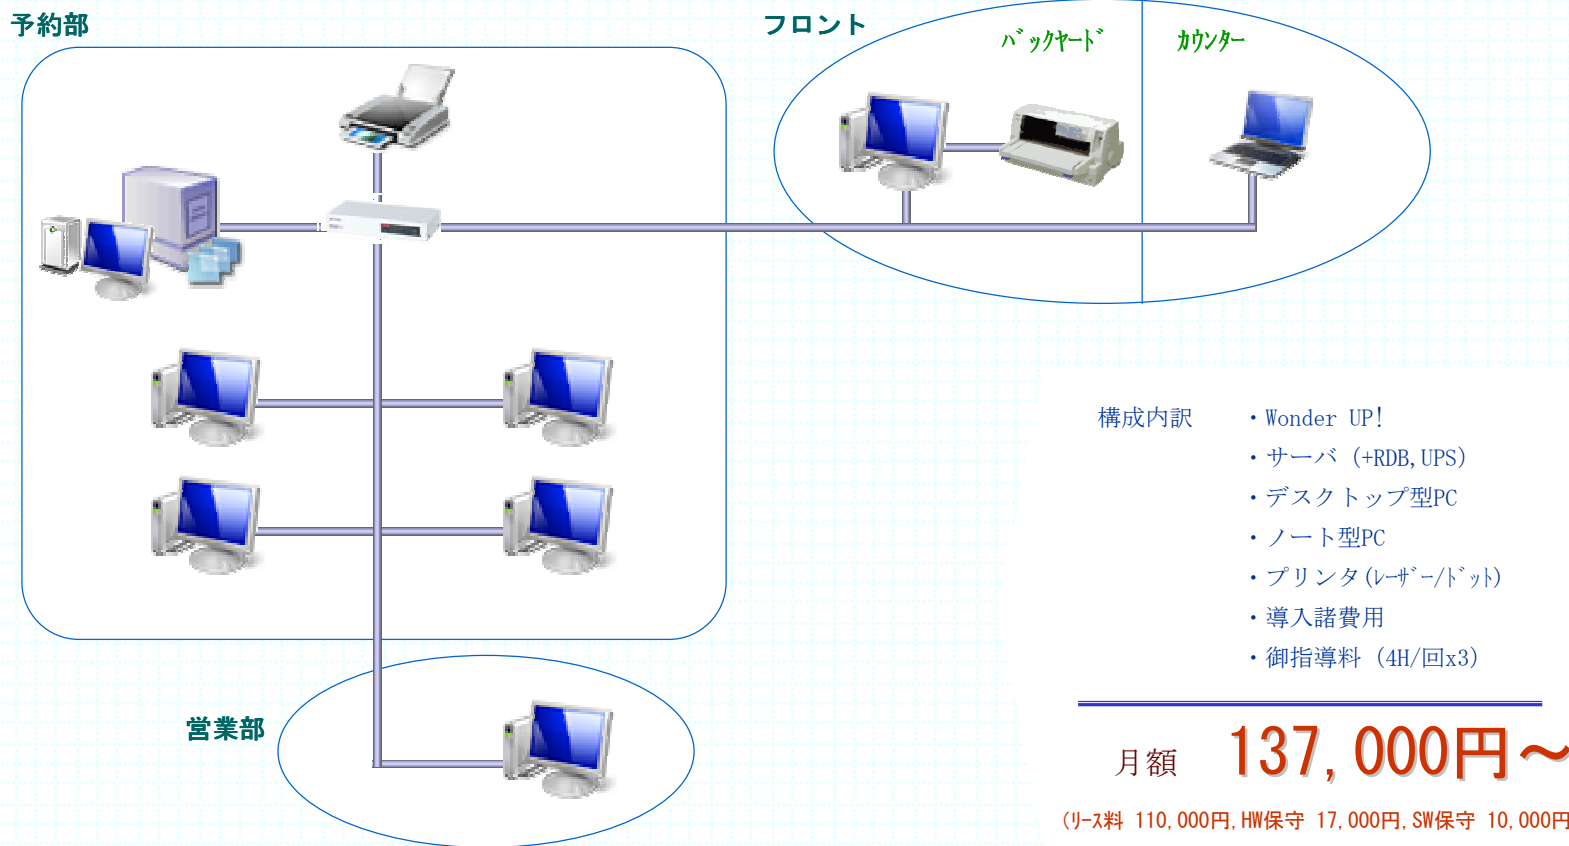 予約部
フロント
ﾊﾞｯｸﾔｰﾄﾞ
ｶｳﾝﾀｰ
営業部
構成内訳 ・Wonder UP!
・サーバ (+RDB,UPS)
・デスクトップ型PC
・ノート型PC
・プリンタ(ﾚｰｻﾞｰ/ﾄﾞｯﾄ)
・導入諸費用
・御指導料 (4H/回x3)
月額 137,000円～
(ﾘｰｽ料 110,000円,HW保守 17,000円,SW保守 10,000円